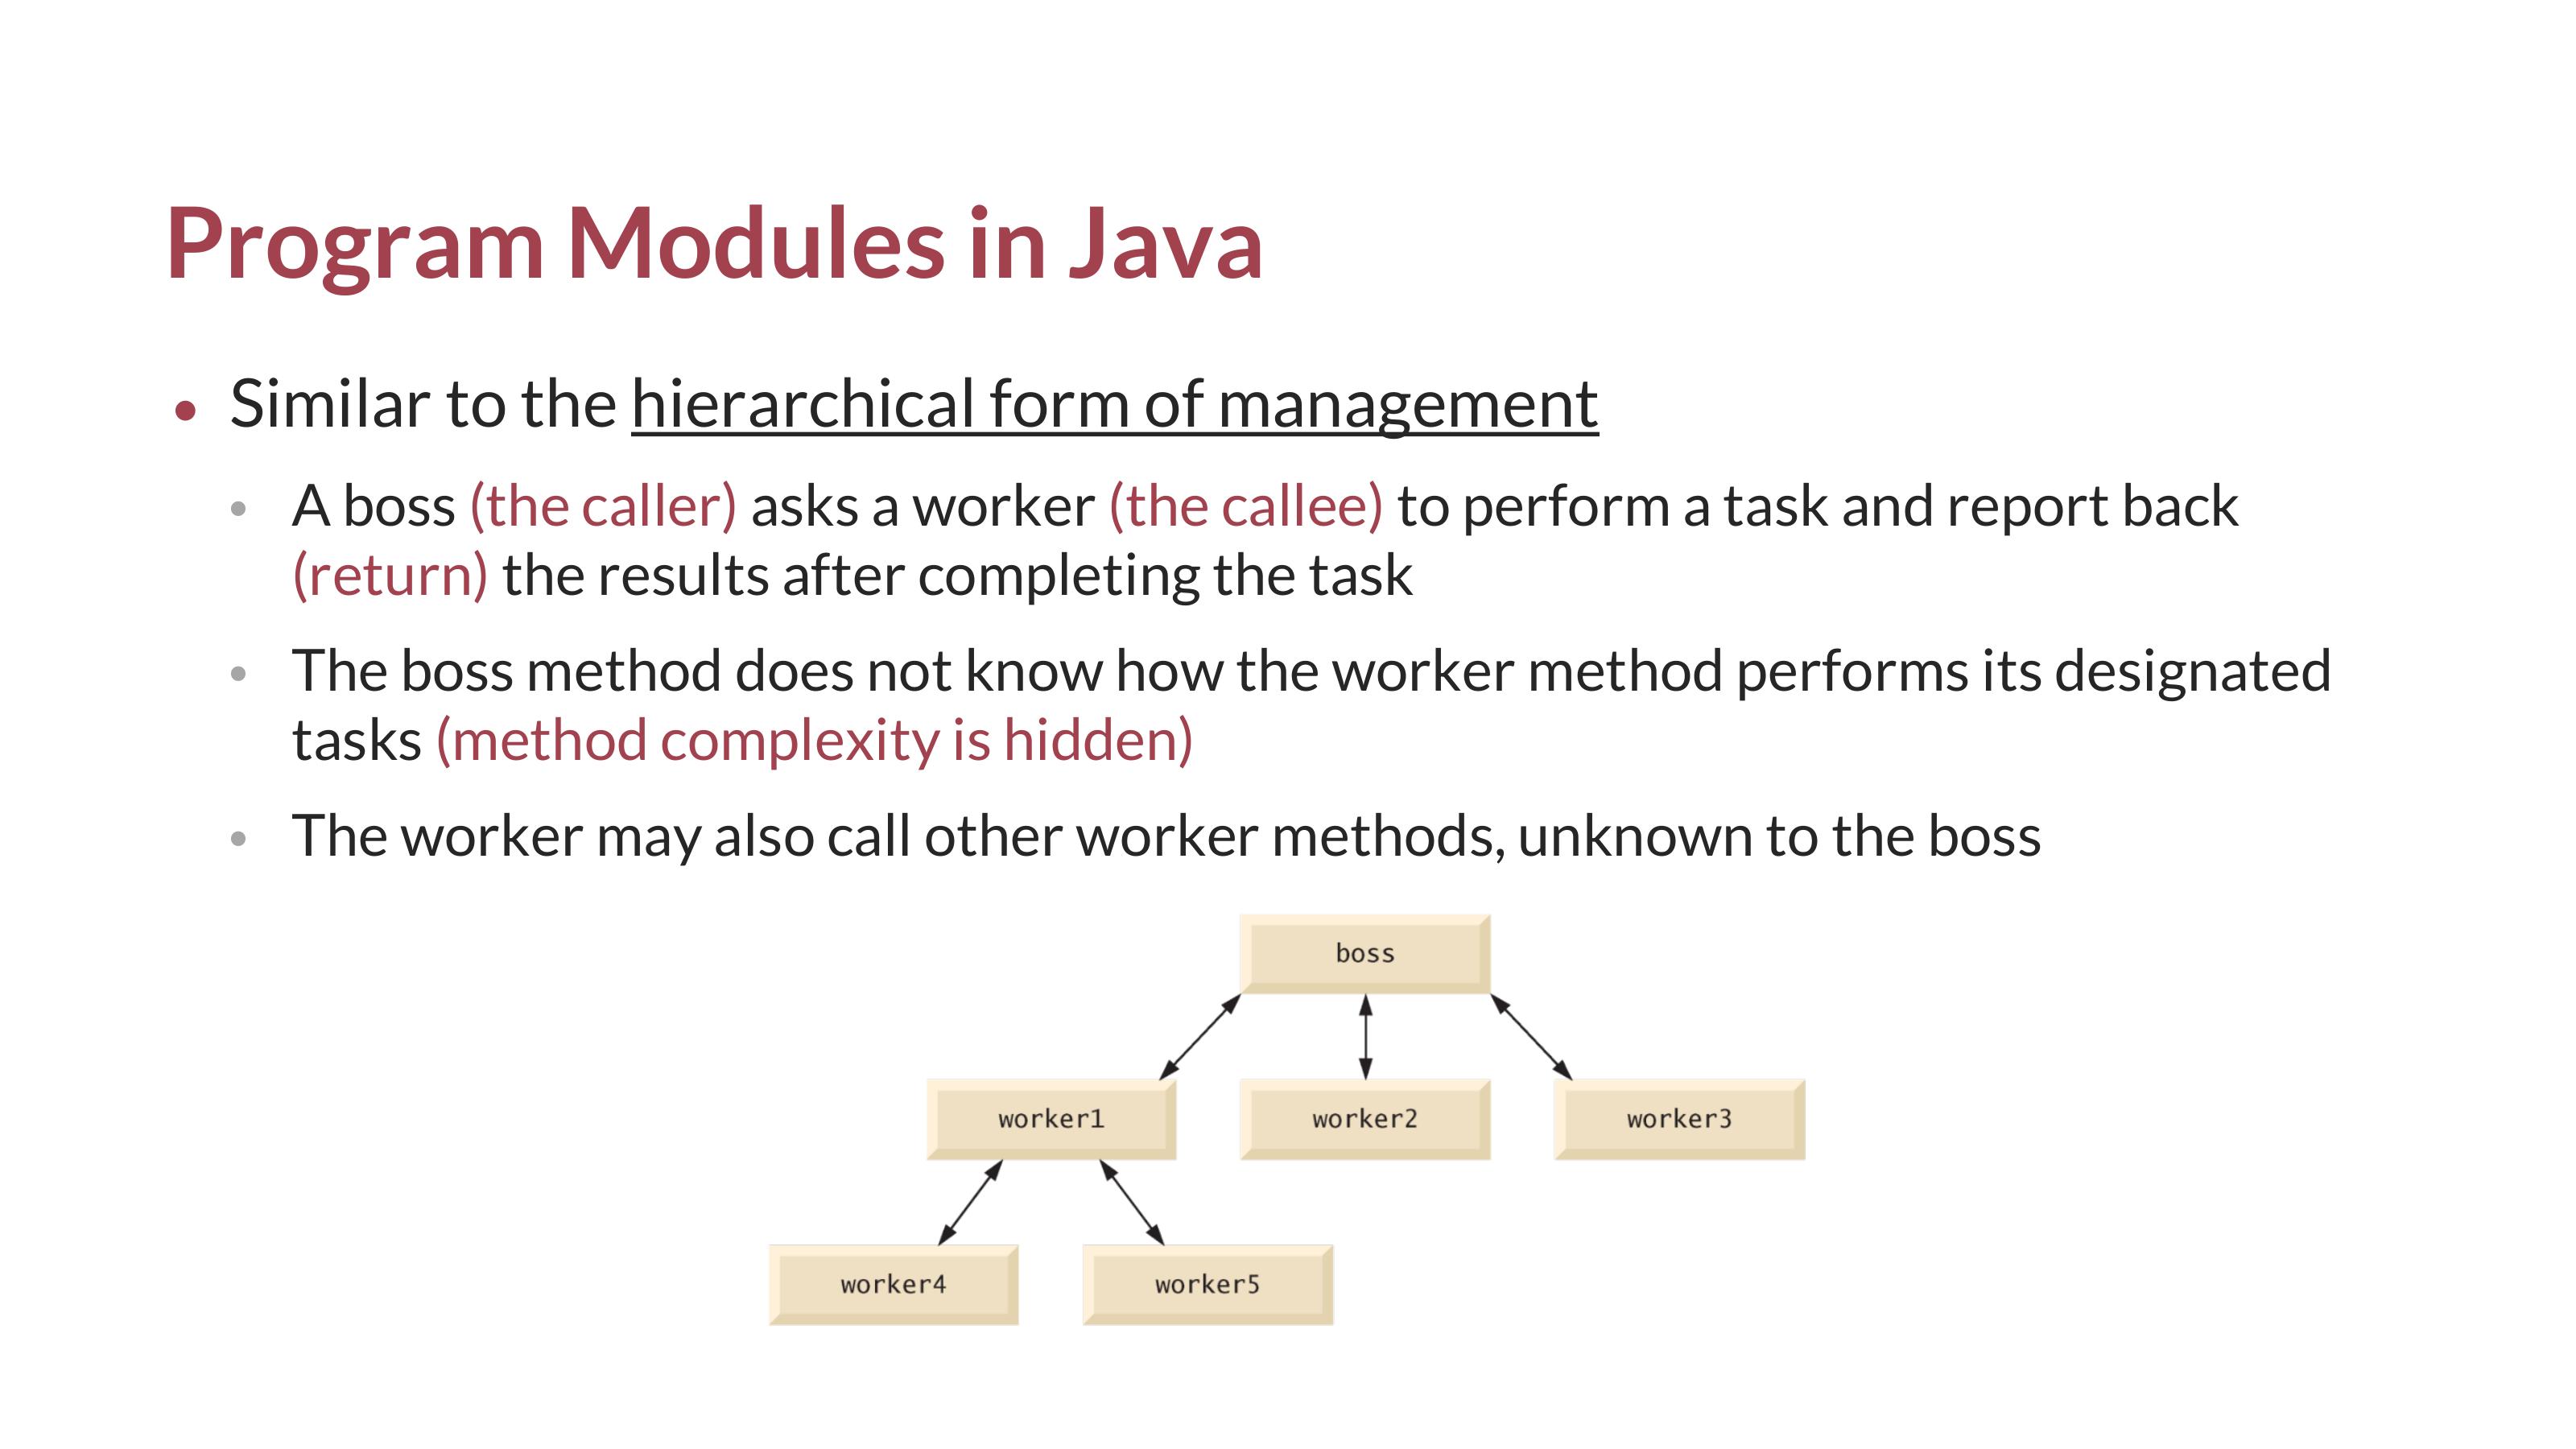 Program Modules in Java
• Similar to the hierarchical form of management
• A boss (the caller) asks a worker (the callee) to perform a task and report back
(return) the results after completing the task
• The boss method does not know how the worker method performs its designated
tasks (method complexity is hidden)
• The worker may also call other worker methods, unknown to the boss
boss
worker1 worker2 worker3
worker4 worker5